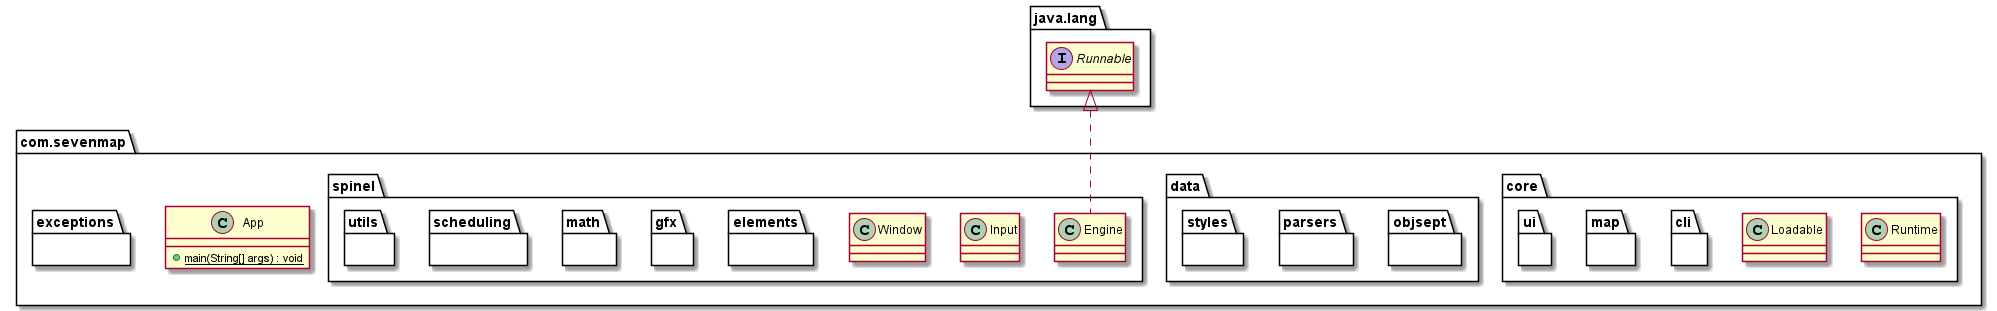 java.lang
I Runnable
com.sevenmap
spinel
data
core
exceptions
C App
main(String[] args) : void
utils
scheduling
math
gfx
elements
C Window
C Input
C Engine
styles
parsers
objsept
ui
map
cli
C Loadable
C Runtime